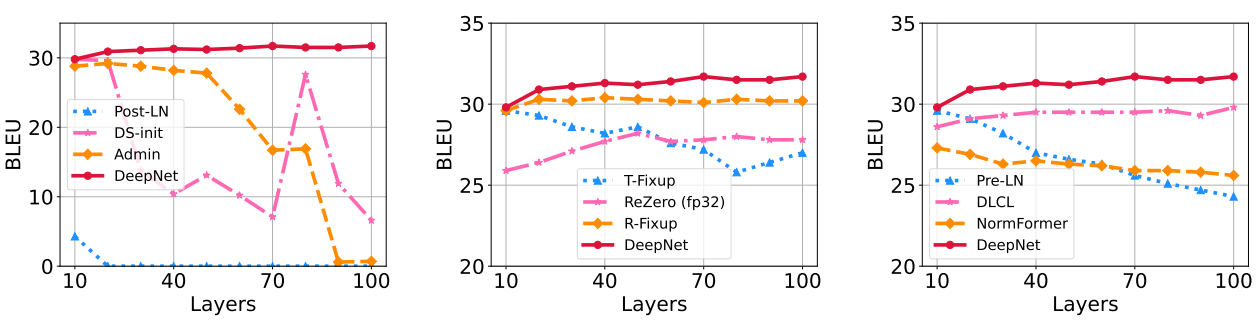 BLEU
30
20
10
0
Post-LN
DS-init
Admin
DeepNet
10 40 70 100
Layers
BLEU
35
30
25
20
T-Fixup
ReZero (fp32)
R-Fixup
DeepNet
10 40 70 100
Layers
BLEU
35
30
25
20
Pre-LN
DLCL
NormFormer
DeepNet
10 40 70 100
Layers